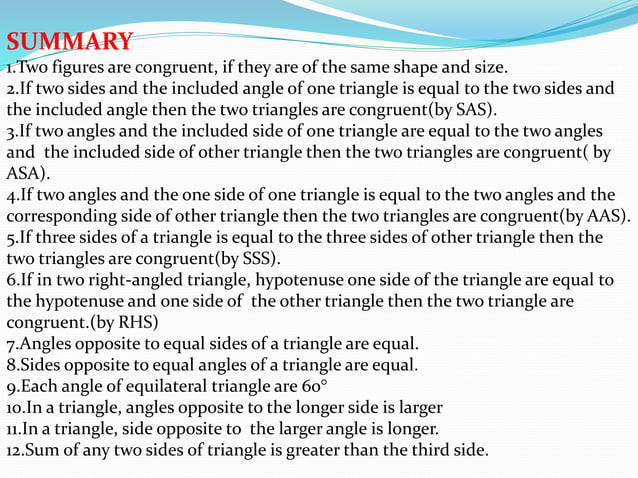 SUMMARY
1.Two figures are congruent, if they are of the same shape and size.
2.If two sides and the included angle of one triangle is equal to the two sides and
the included angle then the two triangles are congruent(by SAS).
3.If two angles and the included side of one triangle are equal to the two angles
and  the included side of other triangle then the two triangles are congruent( by
ASA).
4.If two angles and the one side of one triangle is equal to the two angles and the
corresponding side of other triangle then the two triangles are congruent(by AAS).
5.If three sides of a triangle is equal to the three sides of other triangle then the
two triangles are congruent(by SSS).
6.If in two right-angled triangle, hypotenuse one side of the triangle are equal to
the hypotenuse and one side of  the other triangle then the two triangle are
congruent.(by RHS)
7.Angles opposite to equal sides of a triangle are equal.
8.Sides opposite to equal angles of a triangle are equal.
9.Each angle of equilateral triangle are 60°
10.In a triangle, angles opposite to the longer side is larger
11.In a triangle, side opposite to  the larger angle is longer.
12.Sum of any two sides of triangle is greater than the third side.